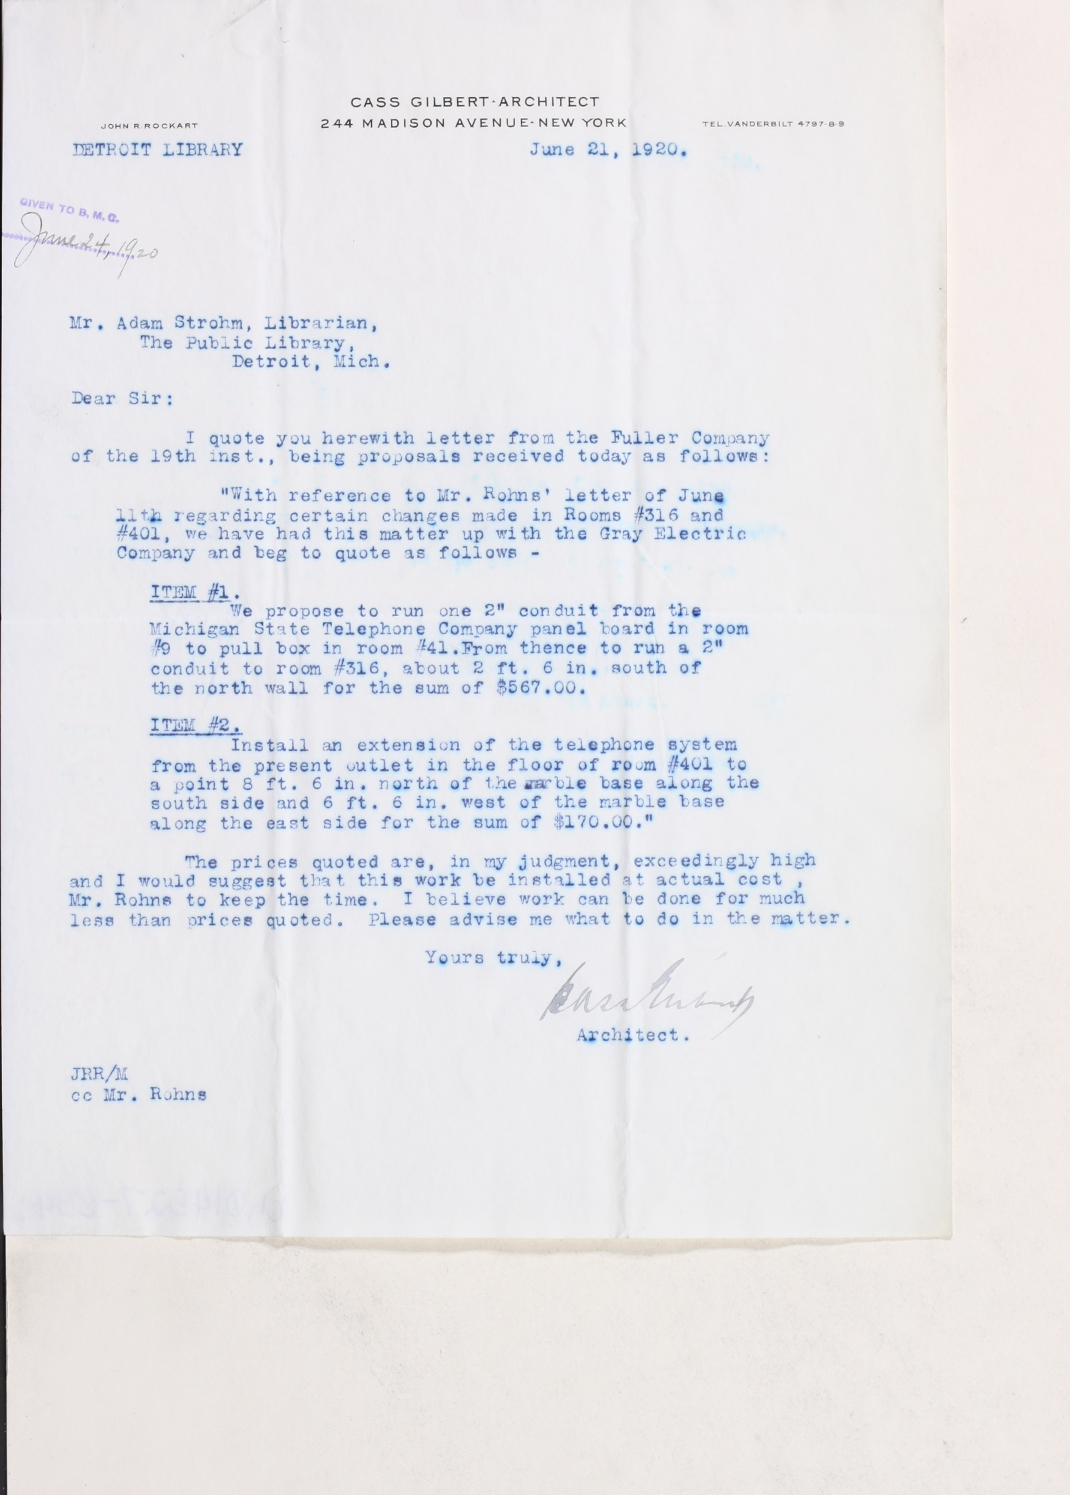 CASS GILBERT·ARCHITECT
JOHN R. ROCKART
244 MADISON AVENUE·NEW YORK
TEL. VANDERBILT 4797-8-9
DETROIT LIBRARY
June 21, 1920.
GIVEN TO B. M. C.
June 24, 1920
Mr. Adam Strohm, Librarian,
The Public Library,
Detroit, Mich.
Dear Sir:
I quote you herewith letter from the Fuller Company
of the 19th inst., being proposals received today as follows:
"With reference to Mr. Rohns' letter of June
11th regarding certain changes made in Rooms #316 and
#401, we have had this matter up with the Gray Electric
Company and beg to quote as follows -
ITEM #1.
We propose to run one 2" conduit from the
Michigan State Telephone Company panel board in room
#9 to pull box in room #41.From thence to run a 2"
conduit to room #316, about 2 ft. 6 in. south of
the north wall for the sum of $567.00.
ITEM #2.
Install an extension of the telephone system
from the present outlet in the floor of room #401 to
a point 8 ft. 6 in. north of the marble base along the
south side and 6 ft. 6 in. west of the marble base
along the east side for the sum of $170.00."
The prices quoted are, in my judgment, exceedingly high
and I would suggest that this work be installed at actual cost ,
Mr. Rohns to keep the time. I believe work can be done for much
less than prices quoted. Please advise me what to do in the matter.
Yours truly,
Cass Gilbert
Architect.
JRR/M
cc Mr. Rohns